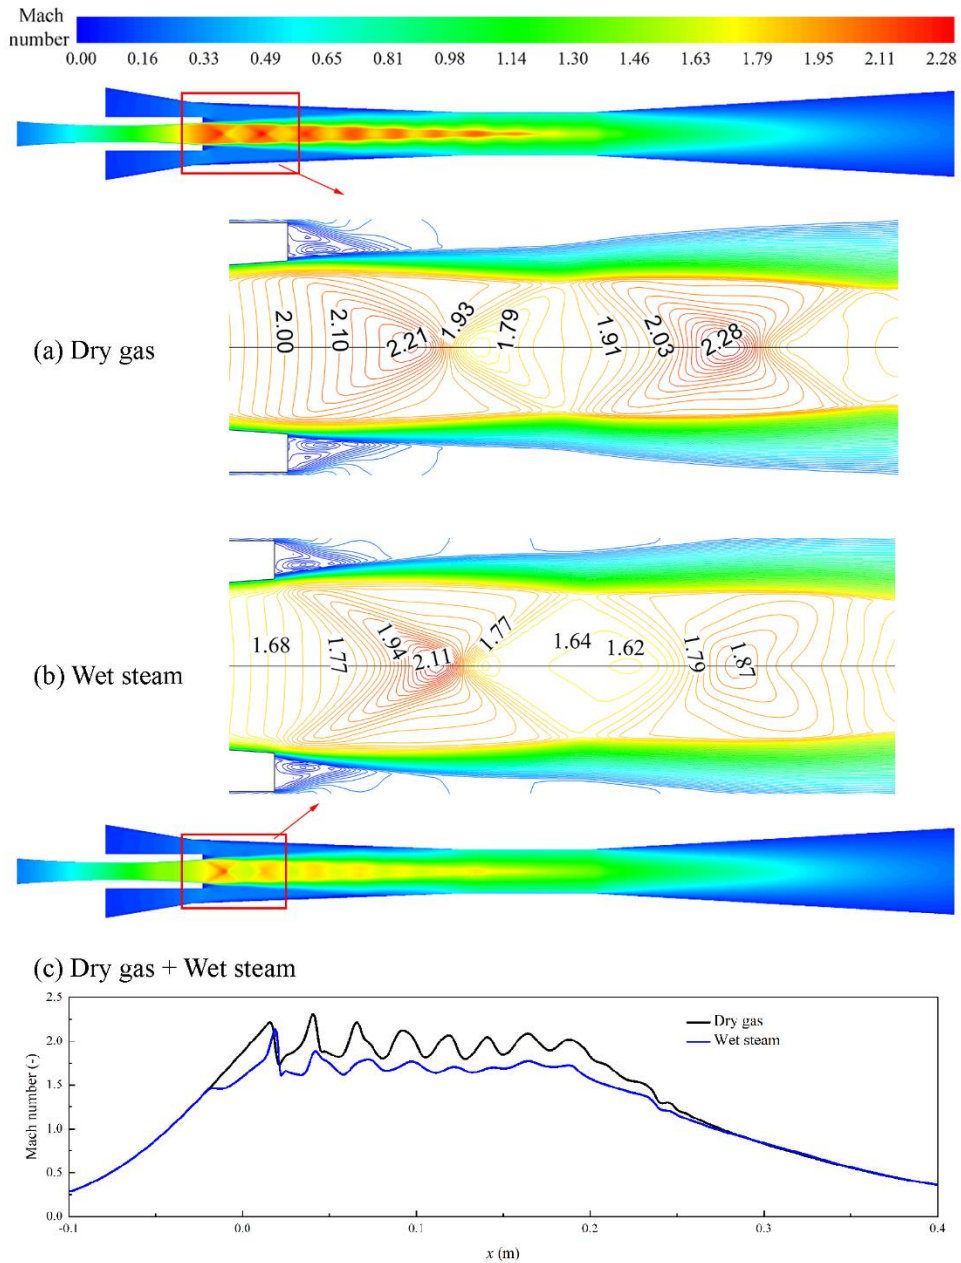 Mach number
0.00 0.16 0.33 0.49 0.65 0.81 0.98 1.14 1.30 1.46 1.63 1.79 1.95 2.11 2.28
(a) Dry gas
2.00 2.10 2.21 1.93 1.79 1.91 2.03 2.28
(b) Wet steam
1.68 1.77 1.94 2.11 1.77 1.64 1.62 1.79 1.87
(c) Dry gas + Wet steam
Mach number (-)
2.5
2.0
1.5
1.0
0.5
0.0
Dry gas
Wet steam
-0.1 0.0 0.1 0.2 0.3 0.4
x (m)